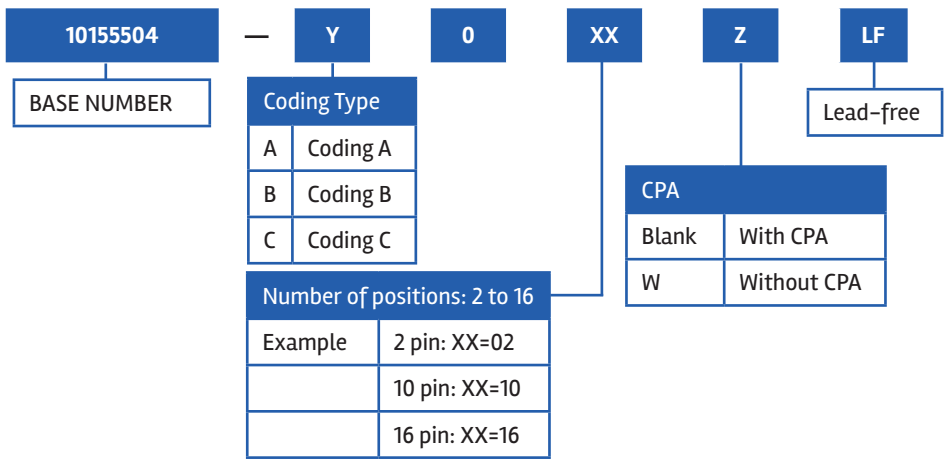 10155504 — Y 0 XX Z LF
BASE NUMBER
Coding Type
A Coding A
B Coding B
C Coding C
Number of positions: 2 to 16
Example 2 pin: XX=02
10 pin: XX=10
16 pin: XX=16
CPA
Blank With CPA
W Without CPA
Lead-free